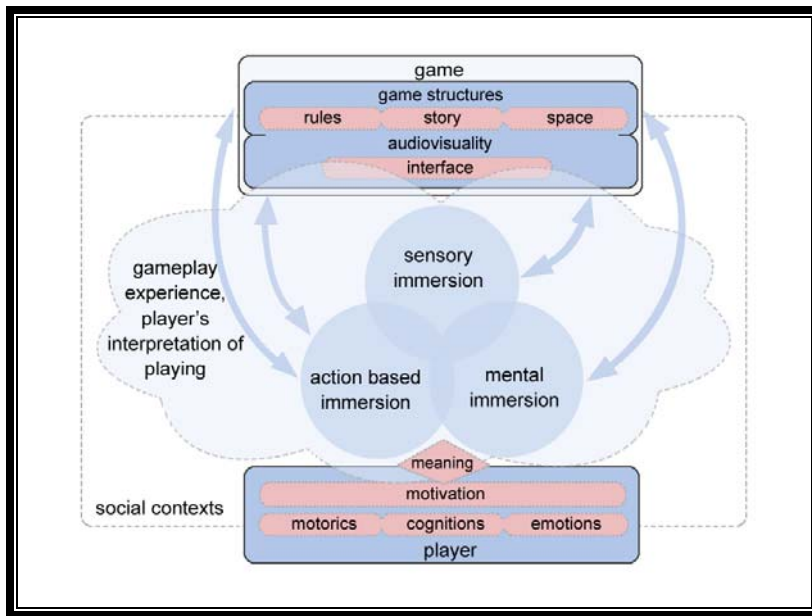 game
game structures
rules story space
audiovisuality
interface
sensory
immersion
gameplay
experience,
player's
interpretation of
playing
action based
immersion
mental
immersion
meaning
motivation
social contexts
motorics cognitions emotions
player